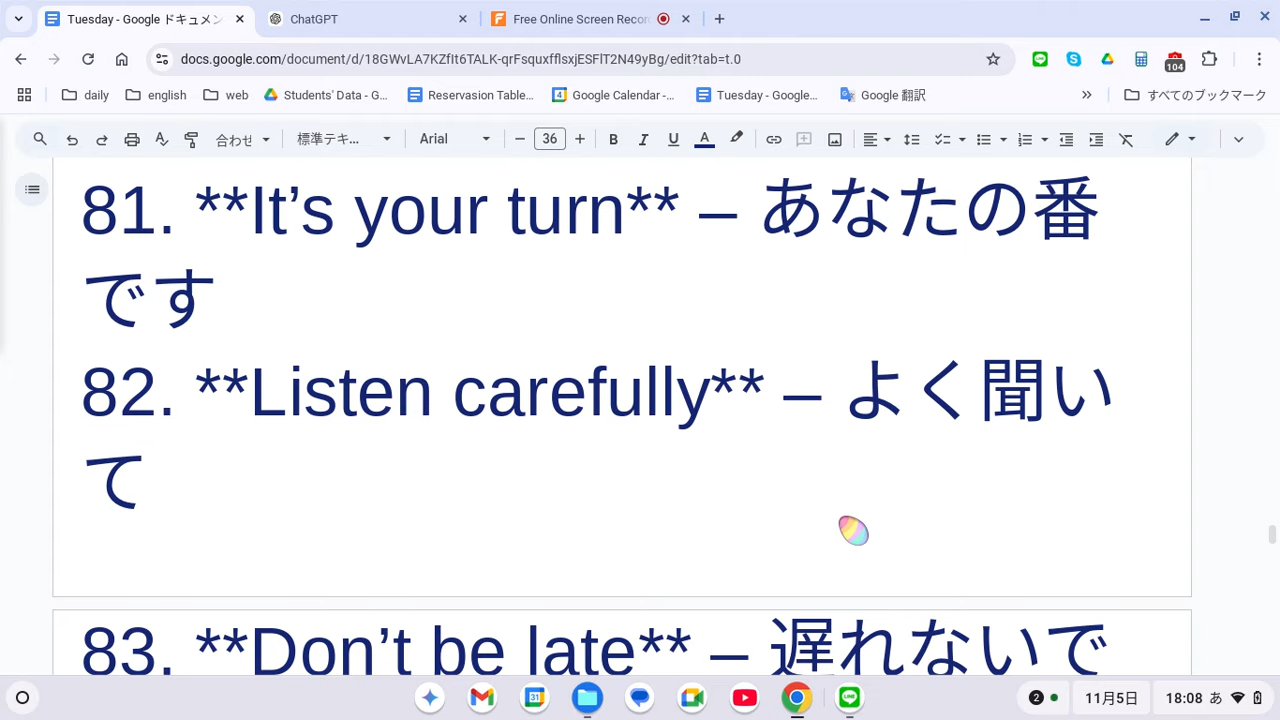 Tuesday - Google ドキュメン
ChatGPT
Free Online Screen Recor
docs.google.com/document/d/
/edit?tab=t.0
104
daily
english
web
Students' Data - G...
Reservasion Table...
Google Calendar -...
Tuesday - Google...
Google 翻訳
»
すべてのブックマーク
合わせ
標準テキ...
Arial
36
81. **It’s your turn** – あなたの番
です
82. **Listen carefully** – よく聞い
て
83. **Don’t be late** – 遅れないで
2
11月5日
18:08 あ